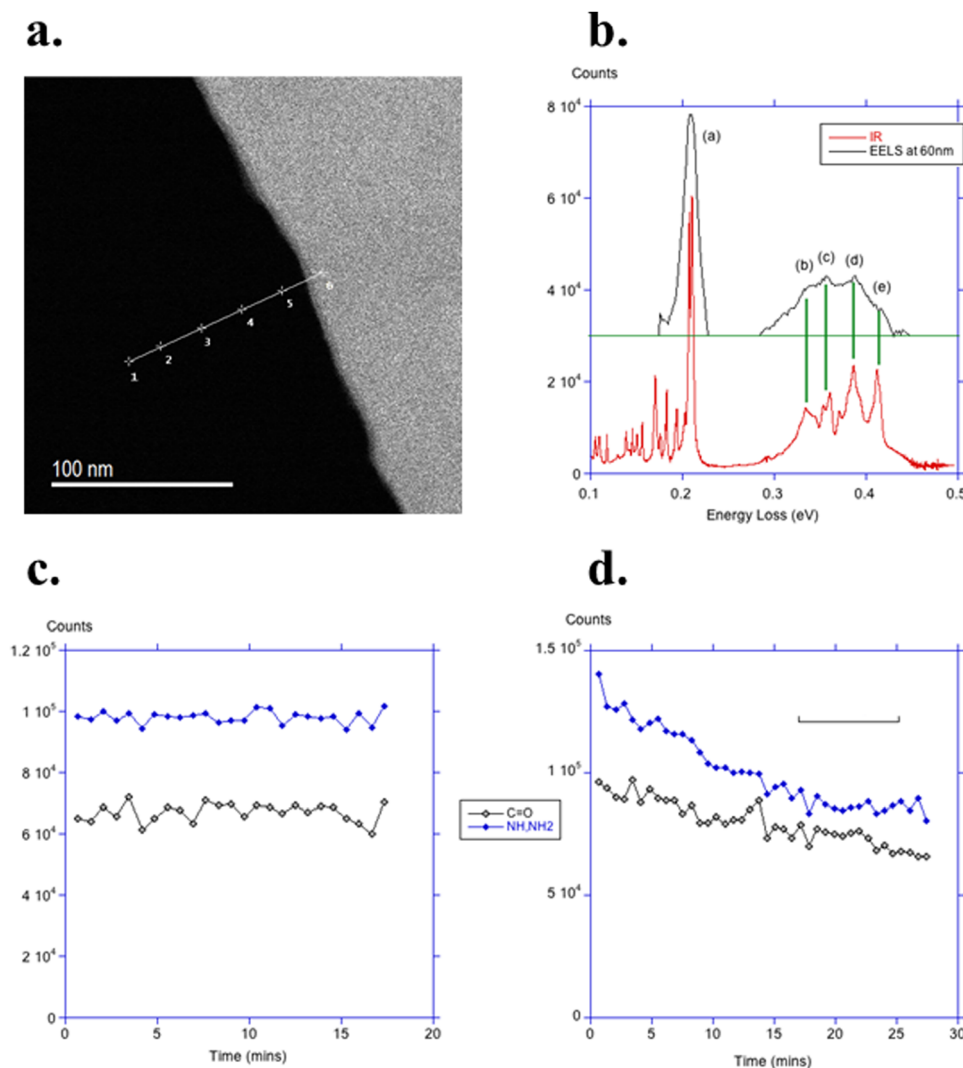 a.
1
2
3
4
5
6
100 nm
b.
Counts
8 10⁴
6 10⁴
4 10⁴
2 10⁴
0
0.1
0.2
0.3
0.4
0.5
Energy Loss (eV)
IR
EELS at 60nm
(a)
(b)
(c)
(d)
(e)
c.
Counts
1.2 10⁵
1 10⁵
8 10⁴
6 10⁴
4 10⁴
2 10⁴
0
0
5
10
15
20
Time (mins)
C=O
NH,NH2
d.
Counts
1.5 10⁵
1 10⁵
5 10⁴
0
0
5
10
15
20
25
30
Time (mins)